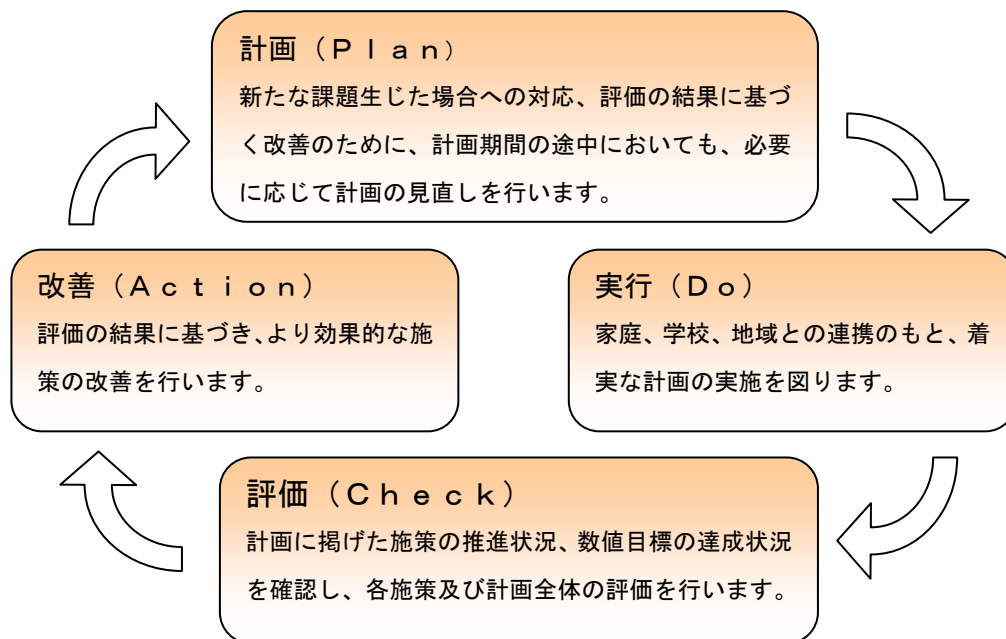 計画（Ｐｌａｎ）
新たな課題生じた場合への対応、評価の結果に基づ
く改善のために、計画期間の途中においても、必要
に応じて計画の見直しを行います。
改善（Ａｃｔｉｏｎ）
評価の結果に基づき、より効果的な施
策の改善を行います。
実行（Ｄｏ）
家庭、学校、地域との連携のもと、着
実な計画の実施を図ります。
評価（Ｃｈｅｃｋ）
計画に掲げた施策の推進状況、数値目標の達成状況
を確認し、各施策及び計画全体の評価を行います。